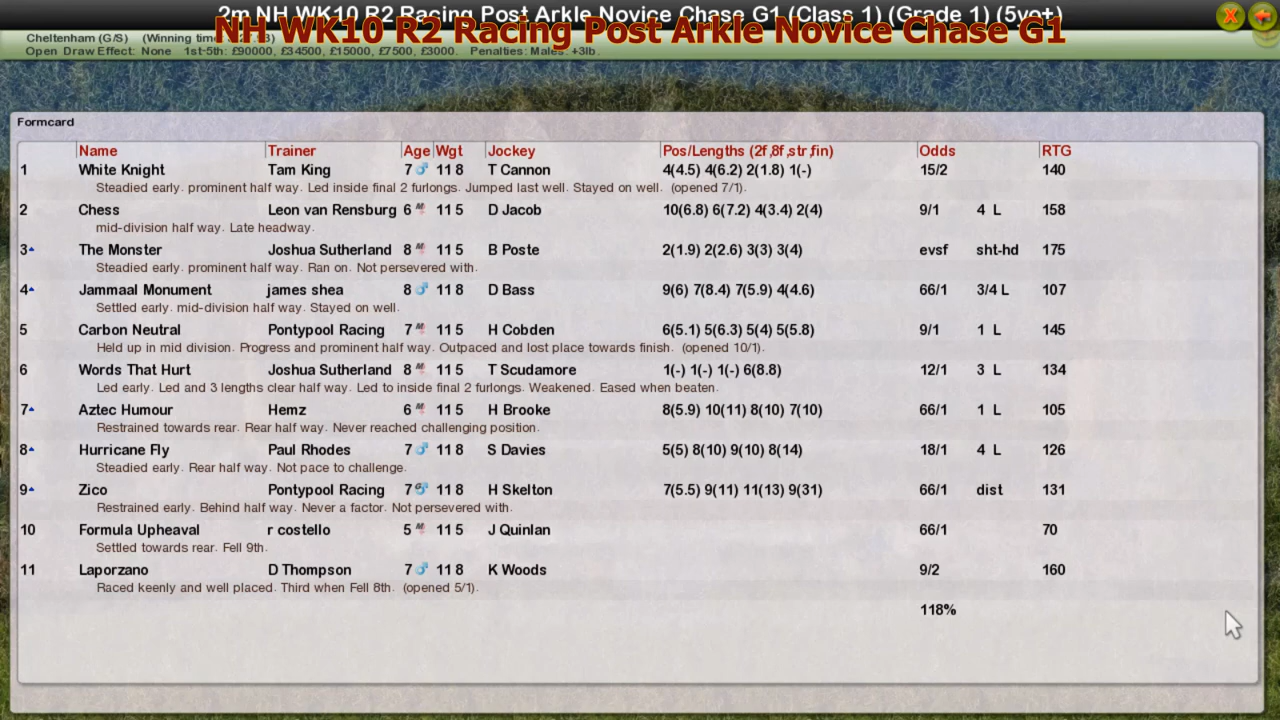 2m NH WK10 R2 Racing Post Arkle Novice Chase G1 (Class 1) (Grade 1) (5yo+)
NH WK10 R2 Racing Post Arkle Novice Chase G1
Cheltenham (G/S) (Winning time
Open Draw Effect: None 1st-5th: £90000, £34500, £15000, £7500, £3000. Penalties: Males: +3lb.
Formcard
Name Trainer Age Wgt Jockey Pos/Lengths (2f,8f,str,fin) Odds RTG
1 White Knight Tam King 7 11 8 T Cannon 4(4.5) 4(6.2) 2(1.8) 1(-) 15/2 140
Steadied early. prominent half way. Led inside final 2 furlongs. Jumped last well. Stayed on well. (opened 7/1).
2 Chess Leon van Rensburg 6 11 5 D Jacob 10(6.8) 6(7.2) 4(3.4) 2(4) 9/1 4 L 158
mid-division half way. Late headway.
3 The Monster Joshua Sutherland 8 11 5 B Poste 2(1.9) 2(2.6) 3(3) 3(4) evsf sht-hd 175
Steadied early. prominent half way. Ran on. Not persevered with.
4 Jammaal Monument james shea 8 11 8 D Bass 9(6) 7(8.4) 7(5.9) 4(4.6) 66/1 3/4 L 107
Settled early. mid-division half way. Stayed on well.
5 Carbon Neutral Pontypool Racing 7 11 5 H Cobden 6(5.1) 5(6.3) 5(4) 5(5.8) 9/1 1 L 145
Held up in mid division. Progress and prominent half way. Outpaced and lost place towards finish. (opened 10/1).
6 Words That Hurt Joshua Sutherland 8 11 5 T Scudamore 1(-) 1(-) 1(-) 6(8.8) 12/1 3 L 134
Led early. Led and 3 lengths clear half way. Led to inside final 2 furlongs. Weakened. Eased when beaten.
7 Aztec Humour Hemz 6 11 5 H Brooke 8(5.9) 10(11) 8(10) 7(10) 66/1 1 L 105
Restrained towards rear. Rear half way. Never reached challenging position.
8 Hurricane Fly Paul Rhodes 7 11 8 S Davies 5(5) 8(10) 9(10) 8(14) 18/1 4 L 126
Steadied early. Rear half way. Not pace to challenge.
9 Zico Pontypool Racing 7 11 8 H Skelton 7(5.5) 9(11) 11(13) 9(31) 66/1 dist 131
Restrained early. Behind half way. Never a factor. Not persevered with.
10 Formula Upheaval r costello 5 11 5 J Quinlan 66/1 70
Settled towards rear. Fell 9th.
11 Laporzano D Thompson 7 11 8 K Woods 9/2 160
Raced keenly and well placed. Third when Fell 8th. (opened 5/1).
118%